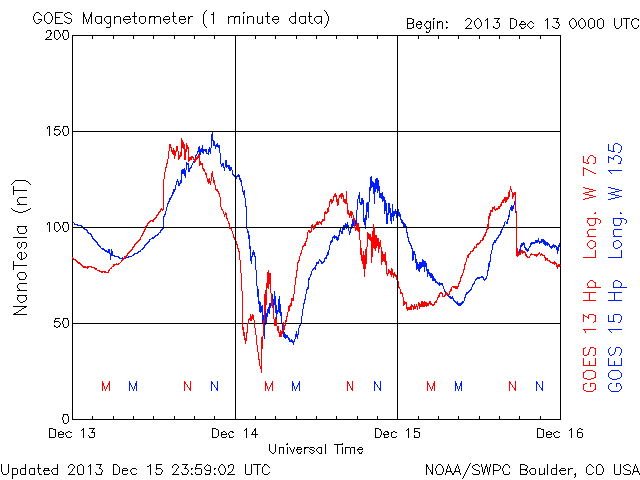 GOES Magnetometer (1 minute data)
Begin: 2013 Dec 13 0000 UTC
200
150
100
50
0
NanoTesla (nT)
M M N N M M N N M M N N
Dec 13 Dec 14 Dec 15 Dec 16
Universal Time
GOES 13 Hp Long. W 75
GOES 15 Hp Long. W 135
Updated 2013 Dec 15 23:59:02 UTC
NOAA/SWPC Boulder, CO USA